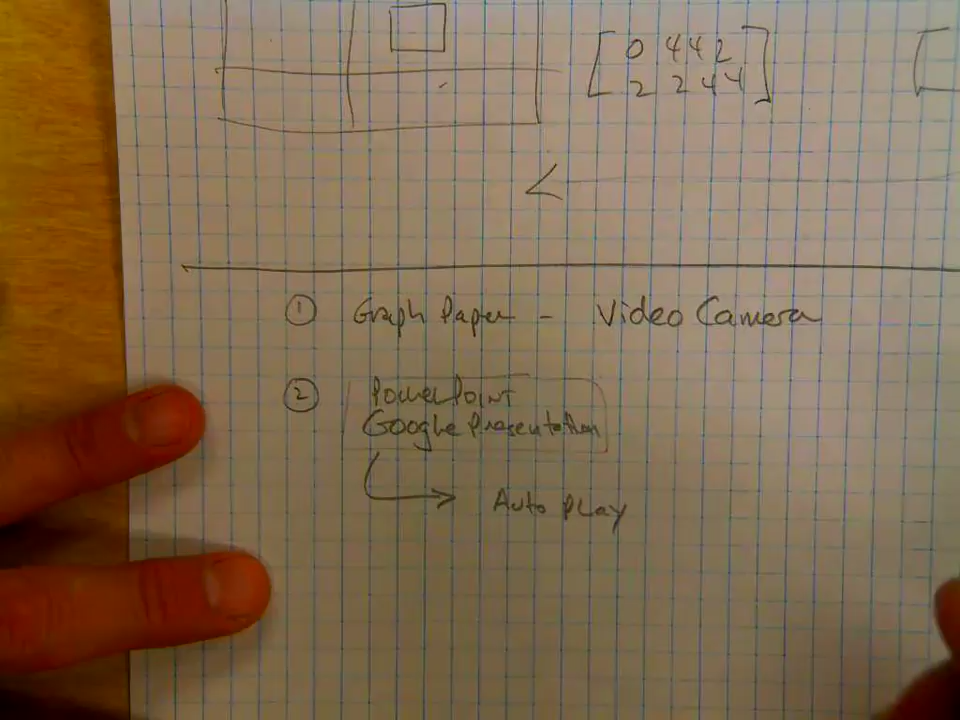 0 4 4 2
2 2 4 4
1 Graph Paper - Video Camera
2 PowerPoint
Google Presentation
Auto Play